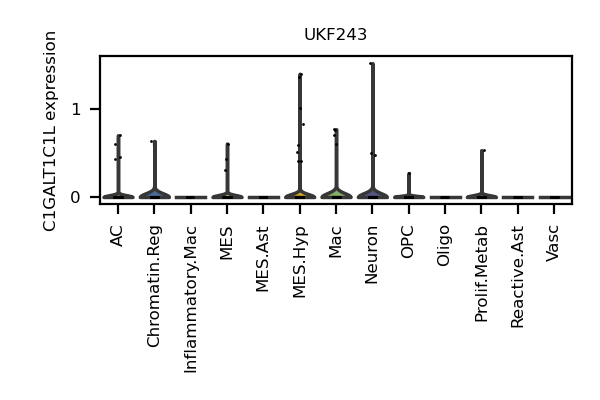 UKF243
C1GALT1C1L expression
1
0
AC
Chromatin.Reg
Inflammatory.Mac
MES
MES.Ast
MES.Hyp
Mac
Neuron
OPC
Oligo
Prolif.Metab
Reactive.Ast
Vasc